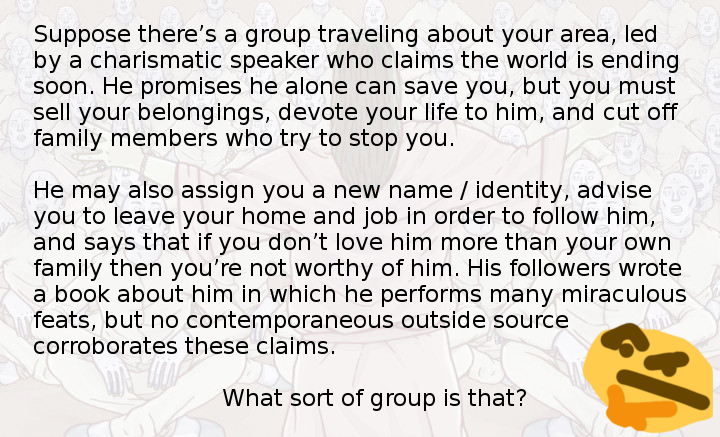 Suppose there’s a group traveling about your area, led
by a charismatic speaker who claims the world is ending
soon. He promises he alone can save you, but you must
sell your belongings, devote your life to him, and cut off
family members who try to stop you.
He may also assign you a new name / identity, advise
you to leave your home and job in order to follow him,
and says that if you don’t love him more than your own
family then you’re not worthy of him. His followers wrote
a book about him in which he performs many miraculous
feats, but no contemporaneous outside source
corroborates these claims.
What sort of group is that?